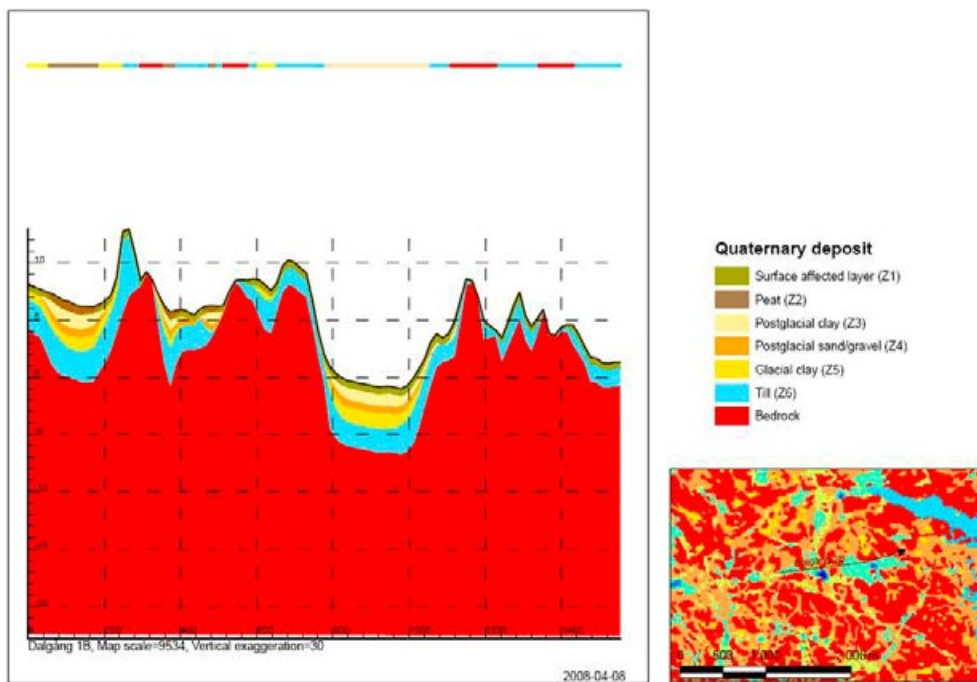 10
Dalgång 1B, Map scale=9534, Vertical exaggeration=30
2008-04-08
Quaternary deposit
Surface affected layer (Z1)
Peat (Z2)
Postglacial clay (Z3)
Postglacial sand/gravel (Z4)
Glacial clay (Z5)
Till (Z6)
Bedrock
0
500